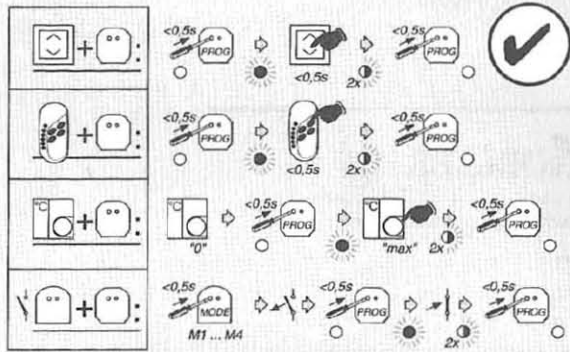 <0,5s <0,5s
PROG PROG
<0,5s 2x
<0,5s <0,5s
PROG PROG
<0,5s 2x
°C "C <0,5s °C <0,5s
PROG PROG
"0" "max" 2x
<0,5s <0,5s <0,5s
MODE PROG PROG
M1 ... M4 2x